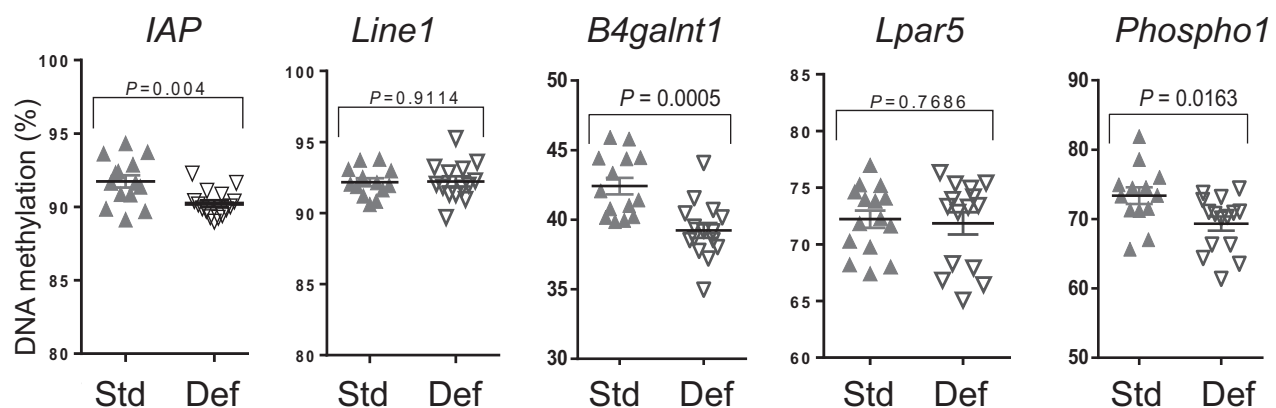 IAP Line1 B4galnt1 Lpar5 Phospho1
DNA methylation (%)
100
95
90
85
80
P=0.004
Std Def
100
95
90
85
80
P=0.9114
Std Def
50
45
40
35
30
P = 0.0005
Std Def
85
80
75
70
65
60
P=0.7686
Std Def
90
80
70
60
50
P = 0.0163
Std Def